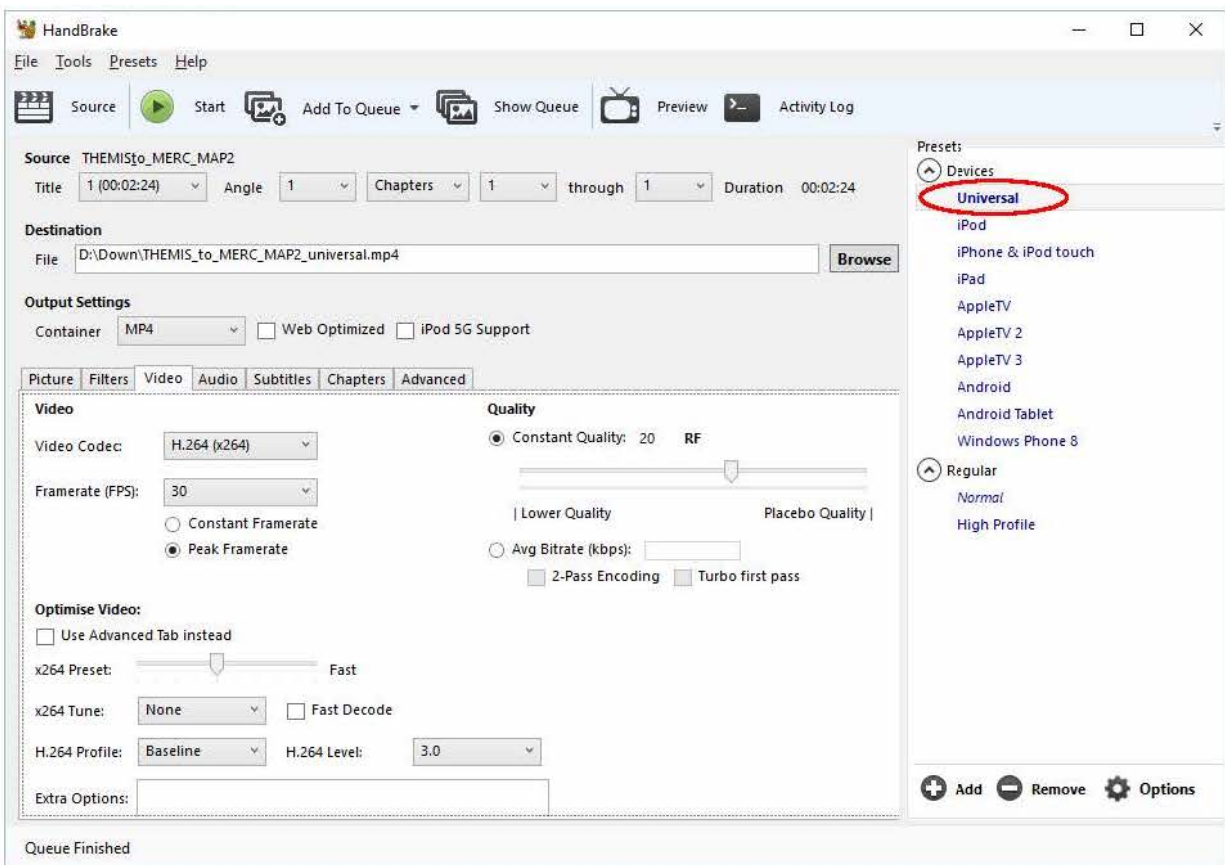 HandBrake
File Tools Presets Help
Source Start Add To Queue Show Queue Preview Activity Log
Source THEMISto_MERC_MAP2
Title 1 (00:02:24) Angle 1 Chapters 1 through 1 Duration 00:02:24
Destination
File D:\Down\THEMIS_to_MERC_MAP2_universal.mp4 Browse
Output Settings
Container MP4 Web Optimized iPod 5G Support
Picture Filters Video Audio Subtitles Chapters Advanced
Video
Video Codec: H.264 (x264)
Framerate (FPS): 30
Constant Framerate
Peak Framerate
Quality
Constant Quality: 20 RF
| Lower Quality Placebo Quality |
Avg Bitrate (kbps):
2-Pass Encoding Turbo first pass
Optimise Video:
Use Advanced Tab instead
x264 Preset: Fast
x264 Tune: None Fast Decode
H.264 Profile: Baseline H.264 Level: 3.0
Extra Options:
Presets
Devices
Universal
iPod
iPhone & iPod touch
iPad
AppleTV
AppleTV 2
AppleTV 3
Android
Android Tablet
Windows Phone 8
Regular
Normal
High Profile
Add Remove Options
Queue Finished